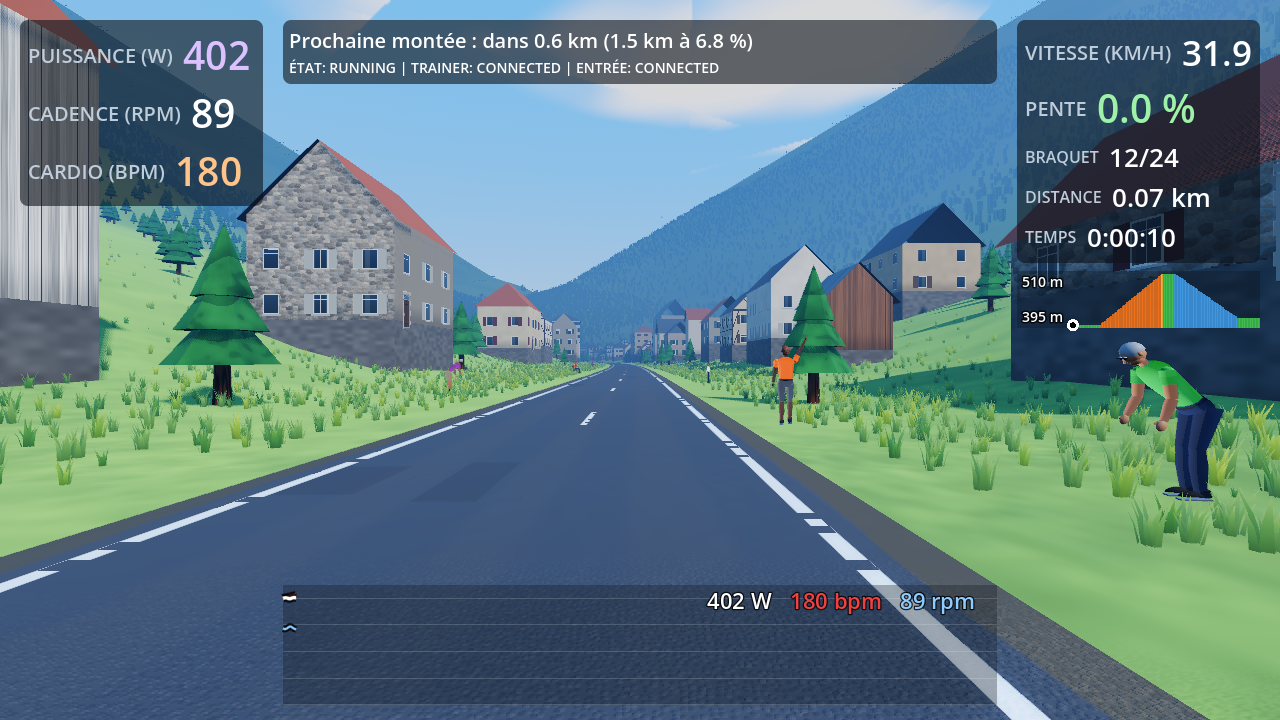 PUISSANCE (W) 402
CADENCE (RPM) 89
CARDIO (BPM) 180
Prochaine montée : dans 0.6 km (1.5 km à 6.8 %)
ÉTAT: RUNNING | TRAINER: CONNECTED | ENTRÉE: CONNECTED
VITESSE (KM/H) 31.9
PENTE 0.0 %
BRAQUET 12/24
DISTANCE 0.07 km
TEMPS 0:00:10
510 m
395 m
402 W 180 bpm 89 rpm